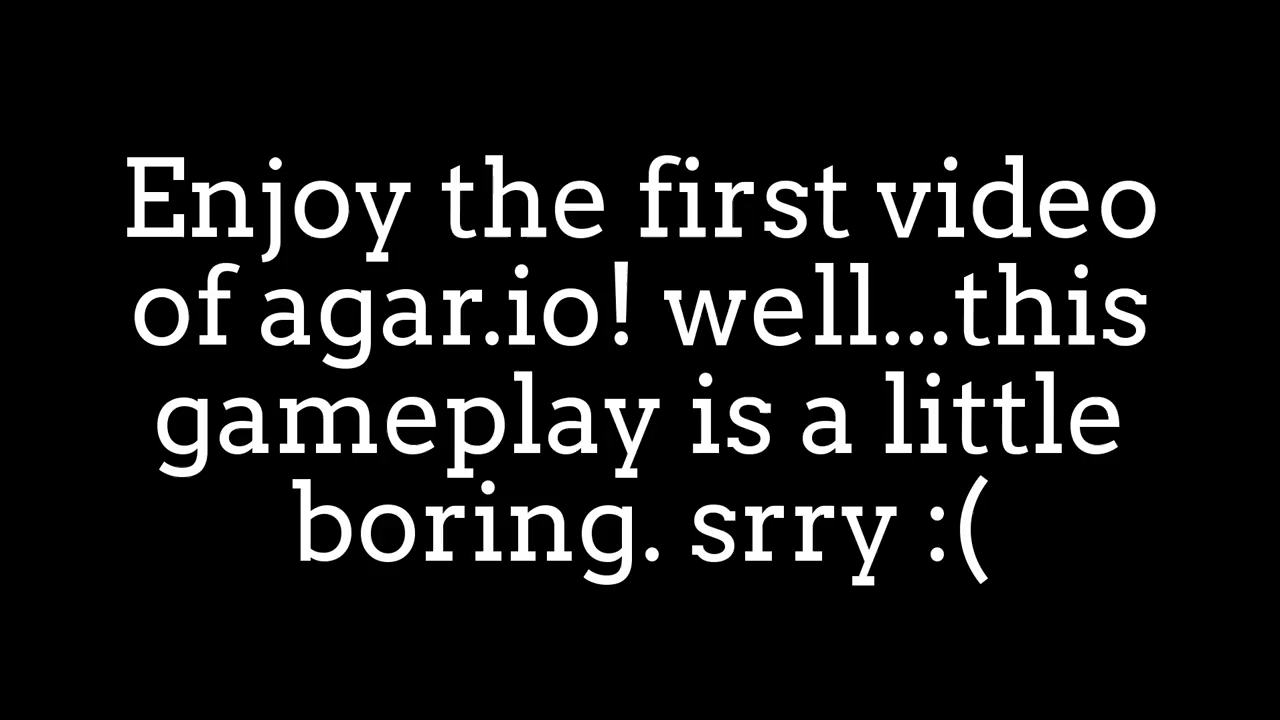 Enjoy the first video
of agar.io! well...this
gameplay is a little
boring. srry :(